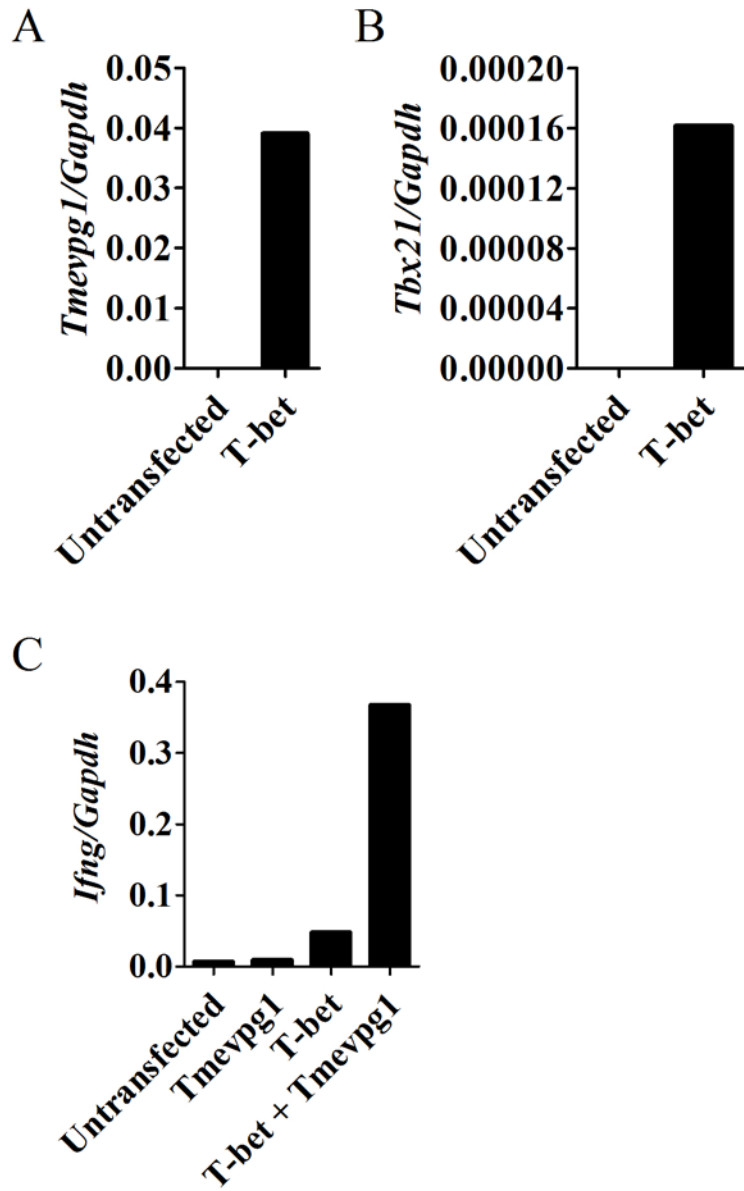 A
Tmevpg1/Gapdh
0.05
0.04
0.03
0.02
0.01
0.00
Untransfected
T-bet
B
Tbx21/Gapdh
0.00020
0.00016
0.00012
0.00008
0.00004
0.00000
Untransfected
T-bet
C
Ifng/Gapdh
0.4
0.3
0.2
0.1
0.0
Untransfected
Tmevpg1
T-bet
T-bet + Tmevpg1